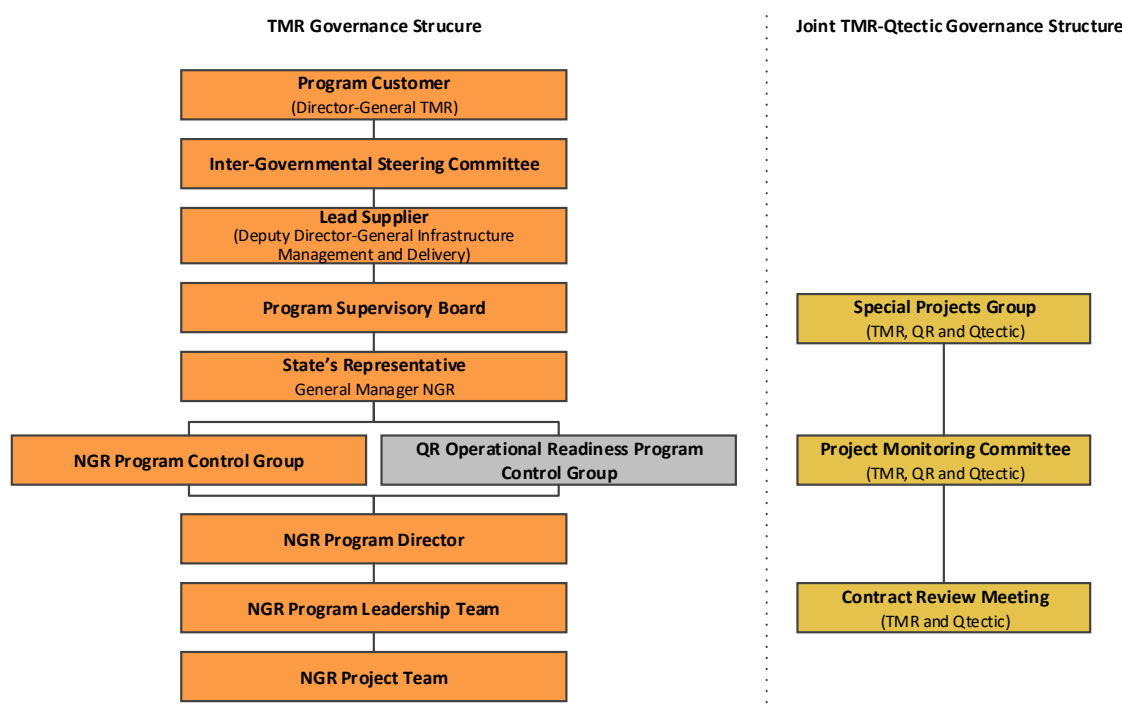 TMR Governance Strucure
Program Customer
(Director-General TMR)
Inter-Governmental Steering Committee
Lead Supplier
(Deputy Director-General Infrastructure
Management and Delivery)
Program Supervisory Board
State's Representative
General Manager NGR
NGR Program Control Group
QR Operational Readiness Program
Control Group
NGR Program Director
NGR Program Leadership Team
NGR Project Team
Joint TMR-Qtectic Governance Structure
Special Projects Group
(TMR, QR and Qtectic)
Project Monitoring Committee
(TMR, QR and Qtectic)
Contract Review Meeting
(TMR and Qtectic)